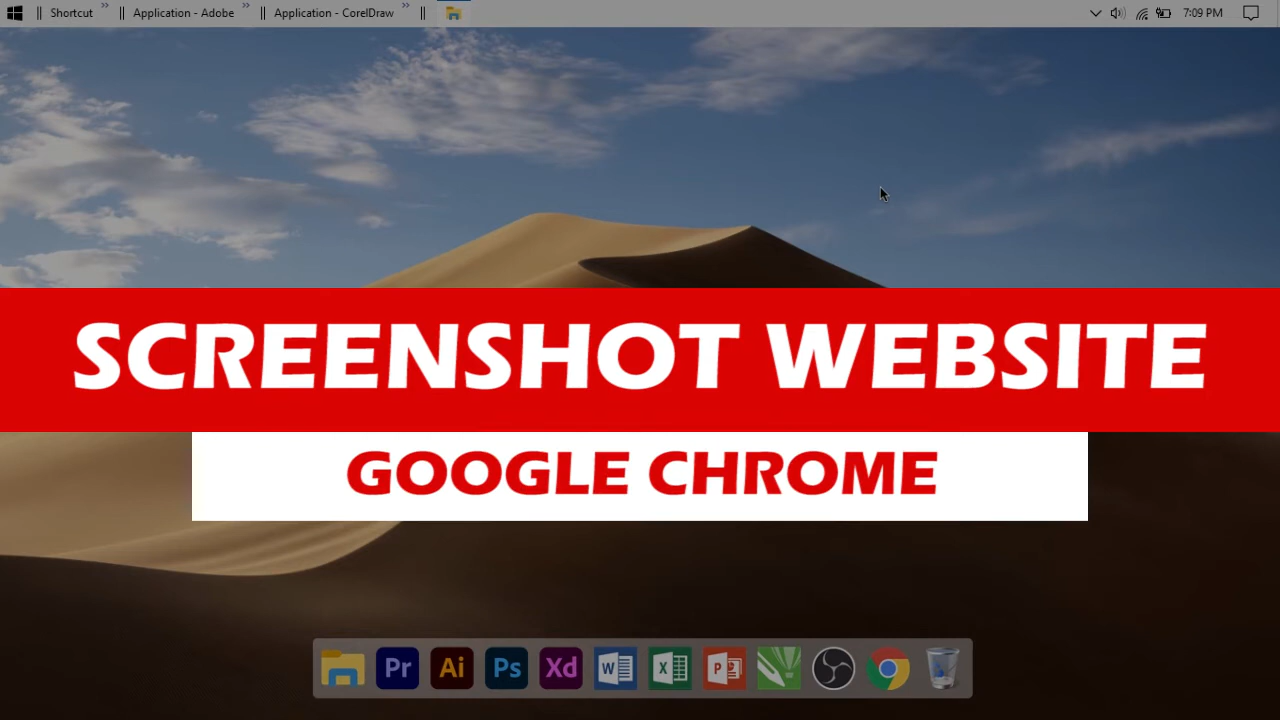 Shortcut
Application - Adobe
Application - CorelDraw
7:09 PM
SCREENSHOT WEBSITE
GOOGLE CHROME
Pr
Ai
Ps
Xd
W
X
P